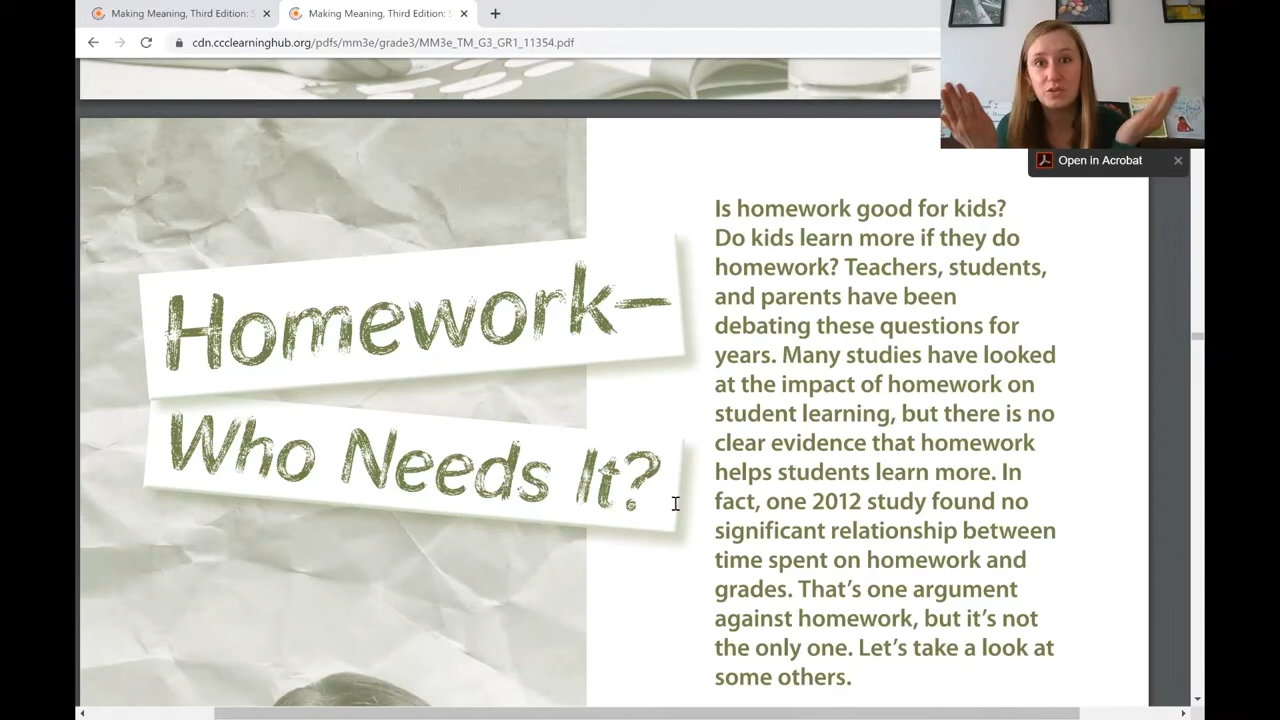 Making Meaning, Third Edition: S
Making Meaning, Third Edition: S
cdn.ccclearninghub.org/pdfs/mm3e/grade3/MM3e_TM_G3_GR1_11354.pdf
Open in Acrobat
Homework–
Who Needs It?
Is homework good for kids?
Do kids learn more if they do
homework? Teachers, students,
and parents have been
debating these questions for
years. Many studies have looked
at the impact of homework on
student learning, but there is no
clear evidence that homework
helps students learn more. In
fact, one 2012 study found no
significant relationship between
time spent on homework and
grades. That’s one argument
against homework, but it’s not
the only one. Let’s take a look at
some others.